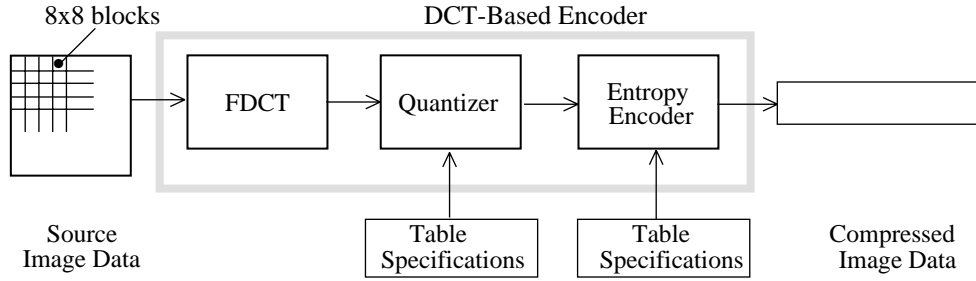 8x8 blocks
DCT-Based Encoder
FDCT
Quantizer
Entropy
Encoder
Source
Image Data
Table
Specifications
Table
Specifications
Compressed
Image Data